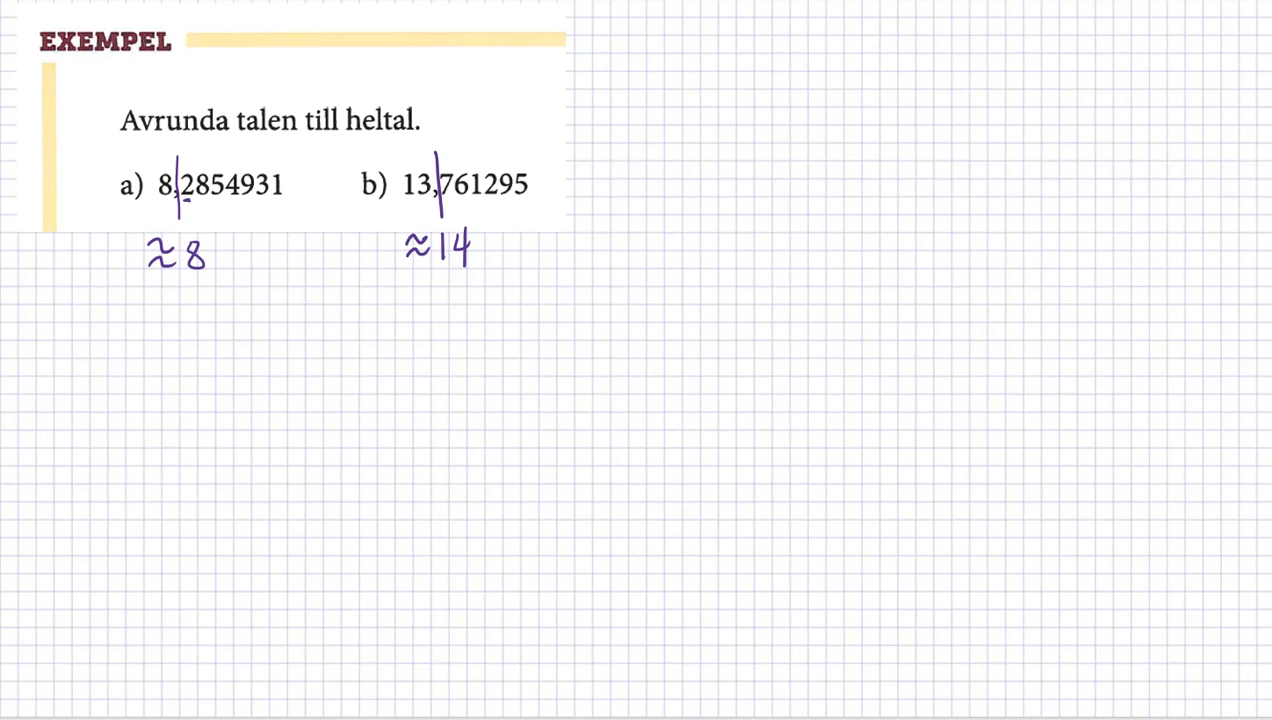 EXEMPEL
Avrunda talen till heltal.
a) 8,2854931 b) 13,761295
≈ 8 ≈ 14